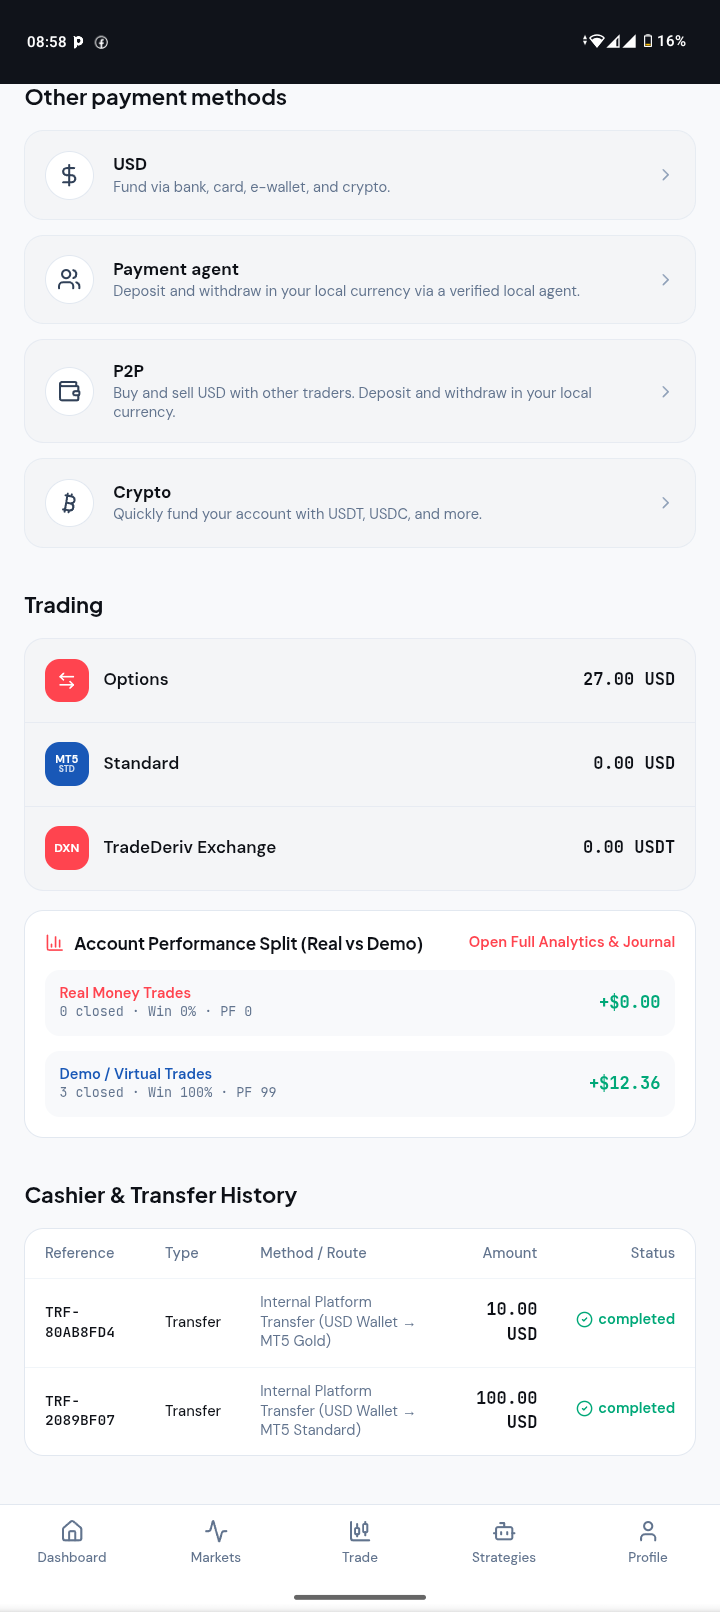 08:58
16%
Other payment methods
USD
Fund via bank, card, e-wallet, and crypto.
Payment agent
Deposit and withdraw in your local currency via a verified local agent.
P2P
Buy and sell USD with other traders. Deposit and withdraw in your local
currency.
Crypto
Quickly fund your account with USDT, USDC, and more.
Trading
Options
27.00 USD
MT5
STD
Standard
0.00 USD
DXN
TradeDeriv Exchange
0.00 USDT
Account Performance Split (Real vs Demo)
Open Full Analytics & Journal
Real Money Trades
0 closed · Win 0% · PF 0
+$0.00
Demo / Virtual Trades
3 closed · Win 100% · PF 99
+$12.36
Cashier & Transfer History
Reference Type Method / Route Amount Status
TRF-
80AB8FD4
Transfer
Internal Platform
Transfer (USD Wallet →
MT5 Gold)
10.00
USD
completed
TRF-
2089BF07
Transfer
Internal Platform
Transfer (USD Wallet →
MT5 Standard)
100.00
USD
completed
Dashboard Markets Trade Strategies Profile